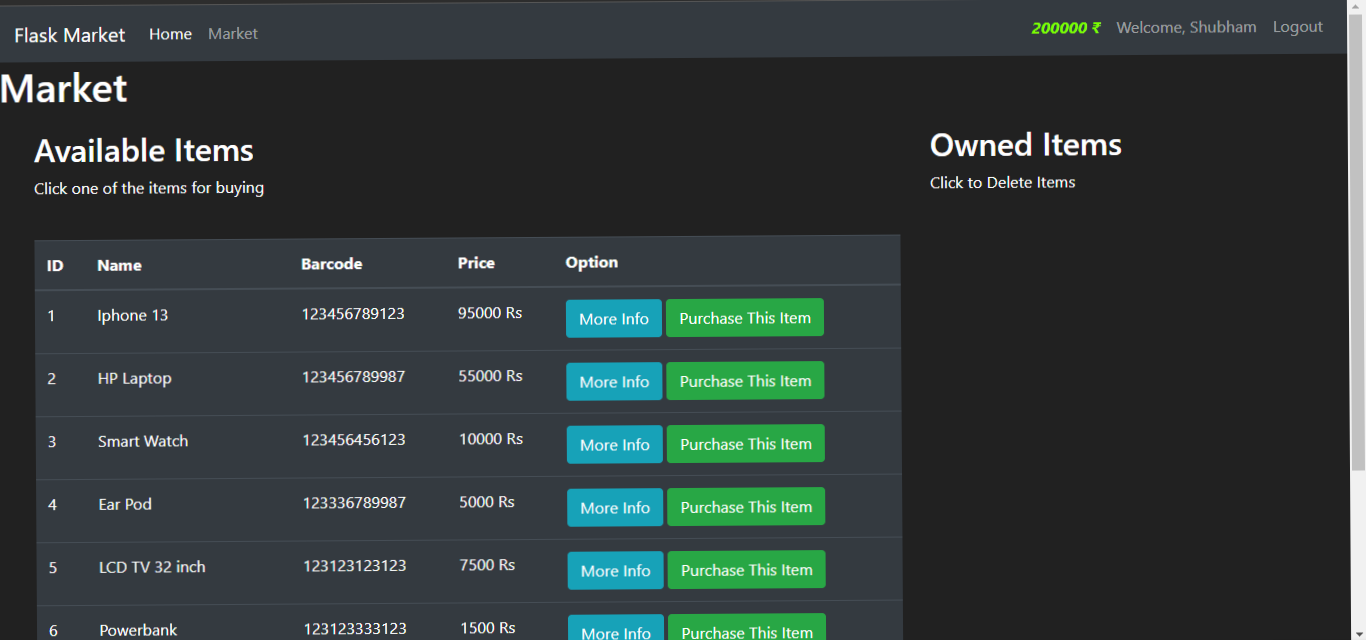 Flask Market Home Market 200000 ₹ Welcome, Shubham Logout
Market
Available Items
Click one of the items for buying
Owned Items
Click to Delete Items
ID Name Barcode Price Option
1 Iphone 13 123456789123 95000 Rs More Info Purchase This Item
2 HP Laptop 123456789987 55000 Rs More Info Purchase This Item
3 Smart Watch 123456456123 10000 Rs More Info Purchase This Item
4 Ear Pod 123336789987 5000 Rs More Info Purchase This Item
5 LCD TV 32 inch 123123123123 7500 Rs More Info Purchase This Item
6 Powerbank 123123333123 1500 Rs More Info Purchase This Item